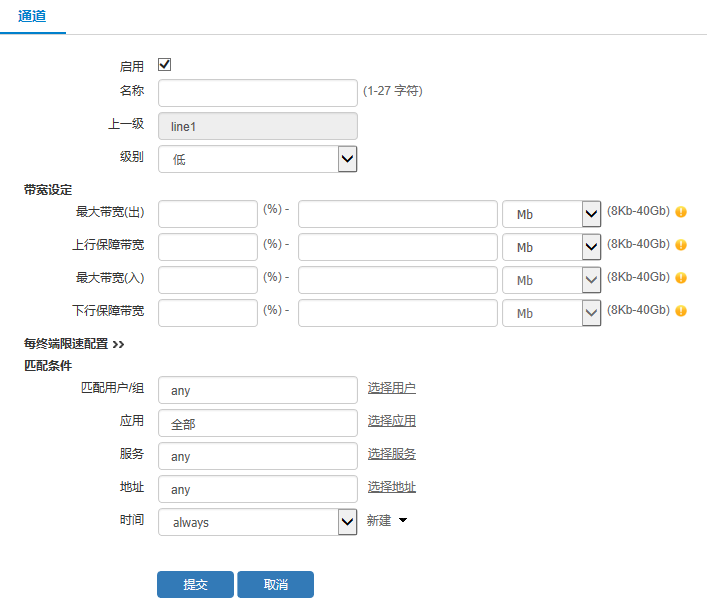 通道
启用
名称 (1-27 字符)
上一级 line1
级别 低
带宽设定
最大带宽(出) (%) - Mb (8Kb-40Gb)
上行保障带宽 (%) - Mb (8Kb-40Gb)
最大带宽(入) (%) - Mb (8Kb-40Gb)
下行保障带宽 (%) - Mb (8Kb-40Gb)
每终端限速配置 >>
匹配条件
匹配用户/组 any 选择用户
应用 全部 选择应用
服务 any 选择服务
地址 any 选择地址
时间 always 新建
提交 取消